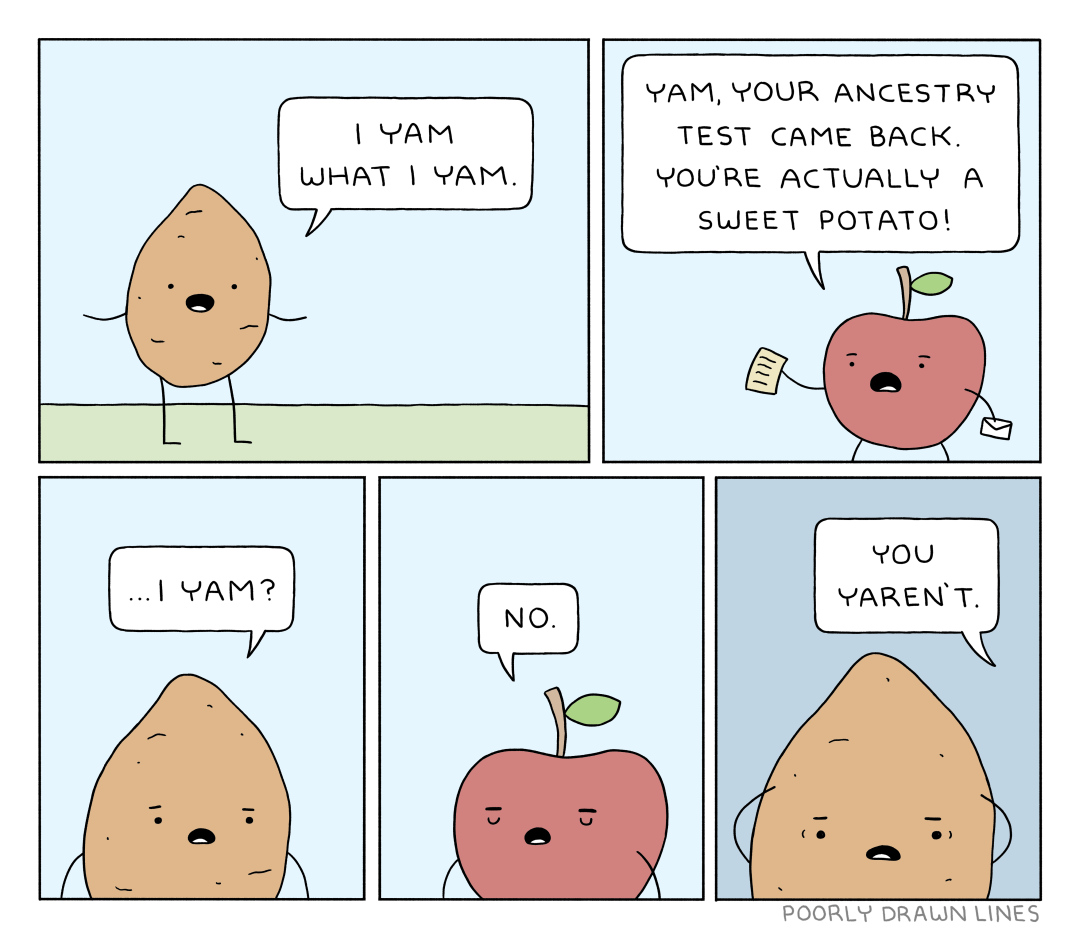 I YAM
WHAT I YAM.
YAM, YOUR ANCESTRY
TEST CAME BACK.
YOU'RE ACTUALLY A
SWEET POTATO!
...I YAM?
NO.
YOU
YAREN'T.
POORLY DRAWN LINES